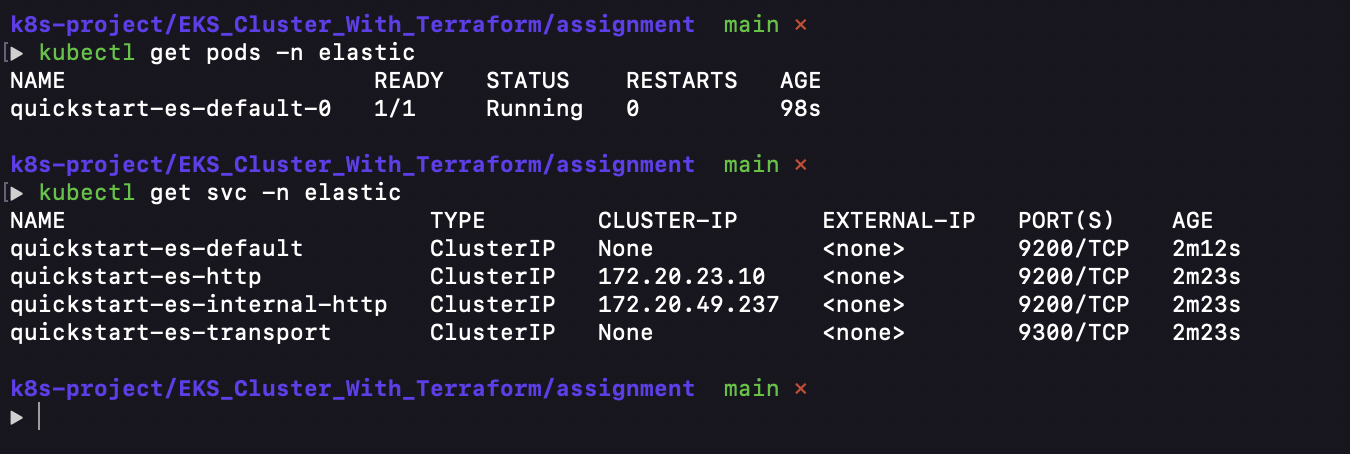 k8s-project/EKS_Cluster_With_Terraform/assignment main ×
[▶ kubectl get pods -n elastic
NAME READY STATUS RESTARTS AGE
quickstart-es-default-0 1/1 Running 0 98s
k8s-project/EKS_Cluster_With_Terraform/assignment main ×
[▶ kubectl get svc -n elastic
NAME TYPE CLUSTER-IP EXTERNAL-IP PORT(S) AGE
quickstart-es-default ClusterIP None <none> 9200/TCP 2m12s
quickstart-es-http ClusterIP 172.20.23.10 <none> 9200/TCP 2m23s
quickstart-es-internal-http ClusterIP 172.20.49.237 <none> 9200/TCP 2m23s
quickstart-es-transport ClusterIP None <none> 9300/TCP 2m23s
k8s-project/EKS_Cluster_With_Terraform/assignment main ×
▶